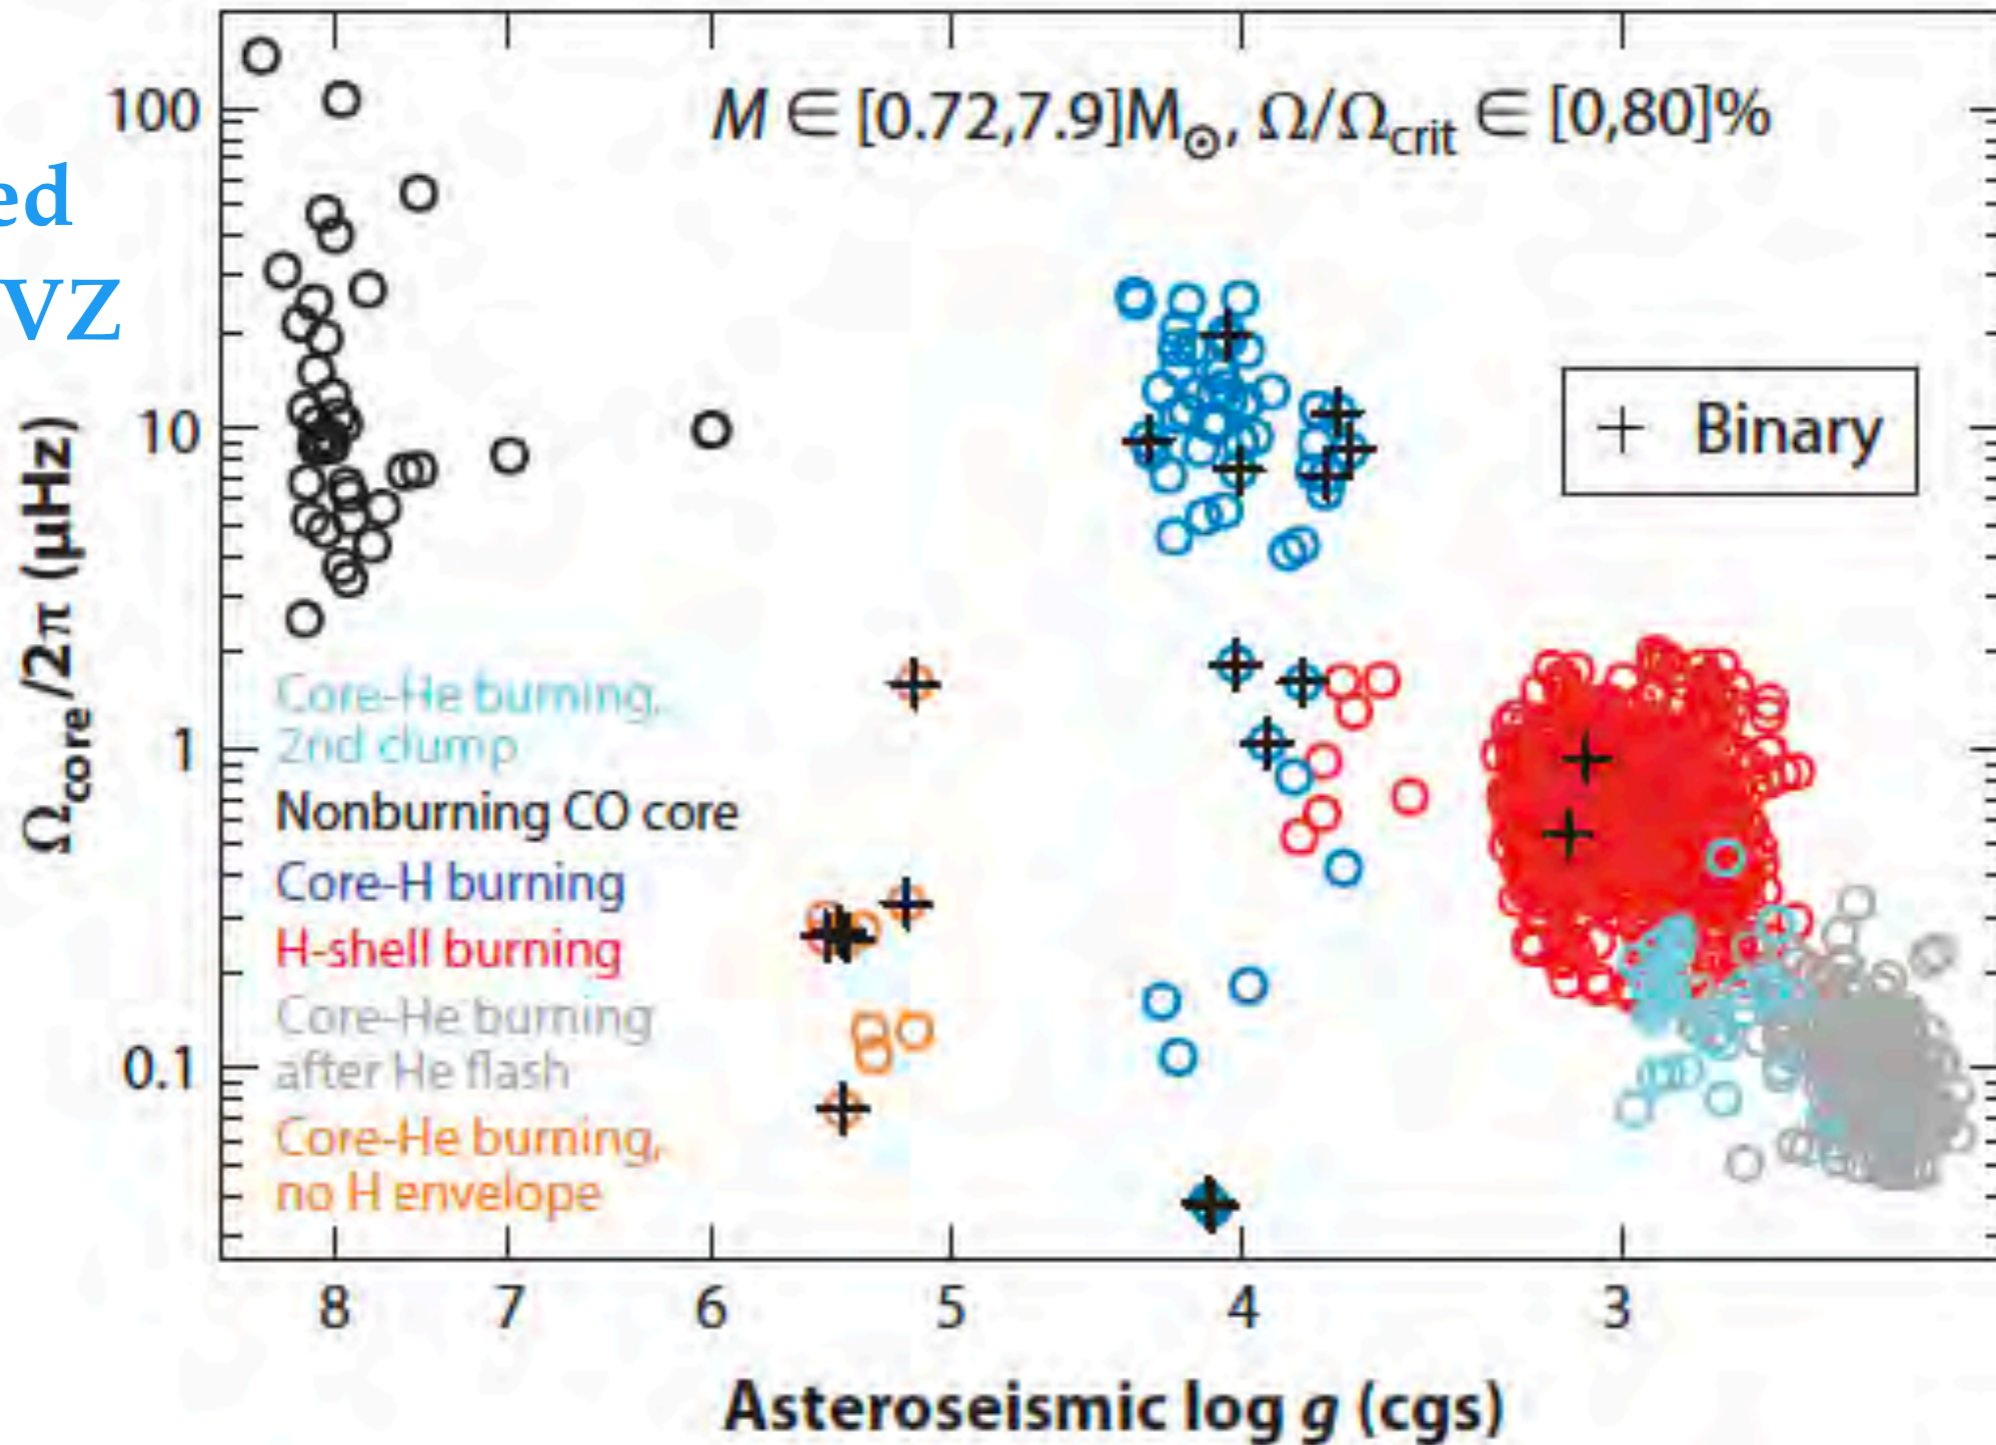 ed
VZ
M ∈ [0.72,7.9]M⊙, Ω/Ωcrit ∈ [0,80]%
+ Binary
Ωcore/2π (μHz)
100
10
1
0.1
Core-He burning,
2nd clump
Nonburning CO core
Core-H burning
H-shell burning
Core-He burning
after He flash
Core-He burning,
no H envelope
8 7 6 5 4 3
Asteroseismic log g (cgs)